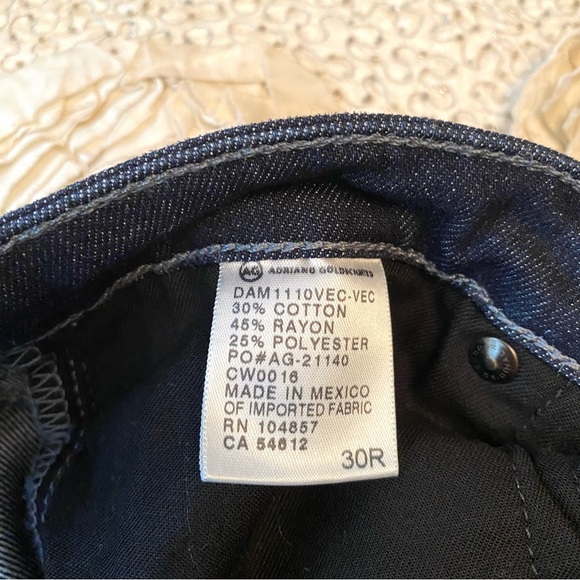 AG ADRIANO GOLDSCHMIED
DAM1110VEC-VEC
30% COTTON
45% RAYON
25% POLYESTER
PO#AG-21140
CW0016
MADE IN MEXICO
OF IMPORTED FABRIC
RN 104857
CA 54612
30R